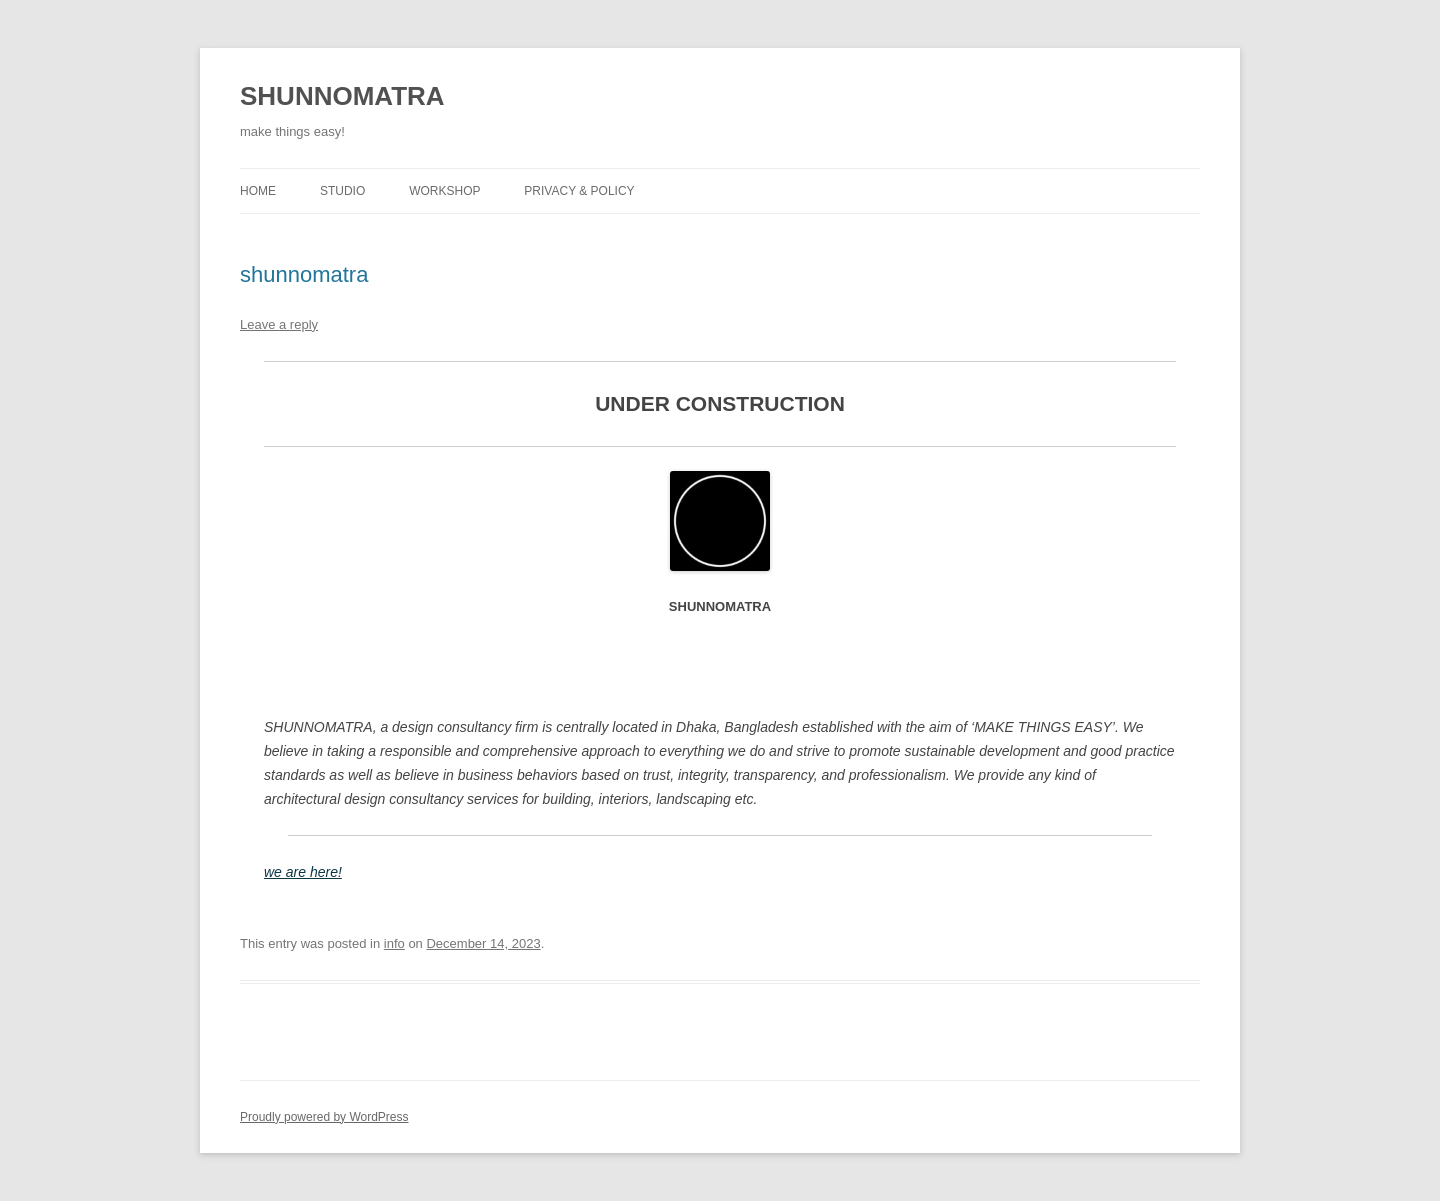 SHUNNOMATRA
make things easy!
HOME STUDIO WORKSHOP PRIVACY & POLICY
shunnomatra
Leave a reply
UNDER CONSTRUCTION
SHUNNOMATRA
SHUNNOMATRA, a design consultancy firm is centrally located in Dhaka, Bangladesh established with the aim of ‘MAKE THINGS EASY’. We
believe in taking a responsible and comprehensive approach to everything we do and strive to promote sustainable development and good practice
standards as well as believe in business behaviors based on trust, integrity, transparency, and professionalism. We provide any kind of
architectural design consultancy services for building, interiors, landscaping etc.
we are here!
This entry was posted in info on December 14, 2023.
Proudly powered by WordPress